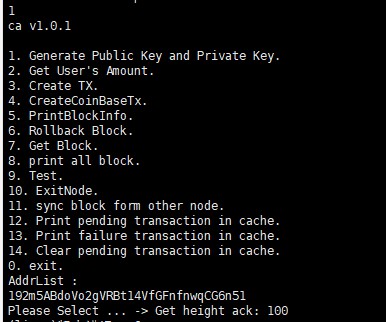 1
ca v1.0.1
1. Generate Public Key and Private Key.
2. Get User's Amount.
3. Create TX.
4. CreateCoinBaseTx.
5. PrintBlockInfo.
6. Rollback Block.
7. Get Block.
8. print all block.
9. Test.
10. ExitNode.
11. sync block form other node.
12. Print pending transaction in cache.
13. Print failure transaction in cache.
14. Clear pending transaction in cache.
0. exit.
AddrList :
192m5ABdoVo2gVRBt14VfGFnfnwqCG6n51
Please Select ... -> Get height ack: 100